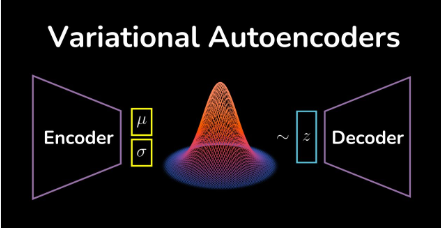 Variational Autoencoders
Encoder
μ
σ
∼ z
Decoder